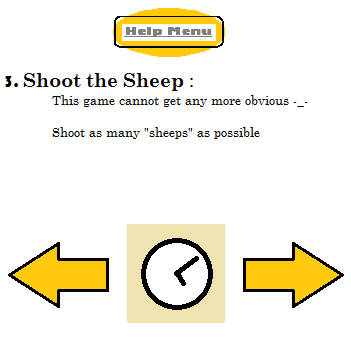 Help Menu
3. Shoot the Sheep :
This game cannot get any more obvious -_-
Shoot as many "sheeps" as possible